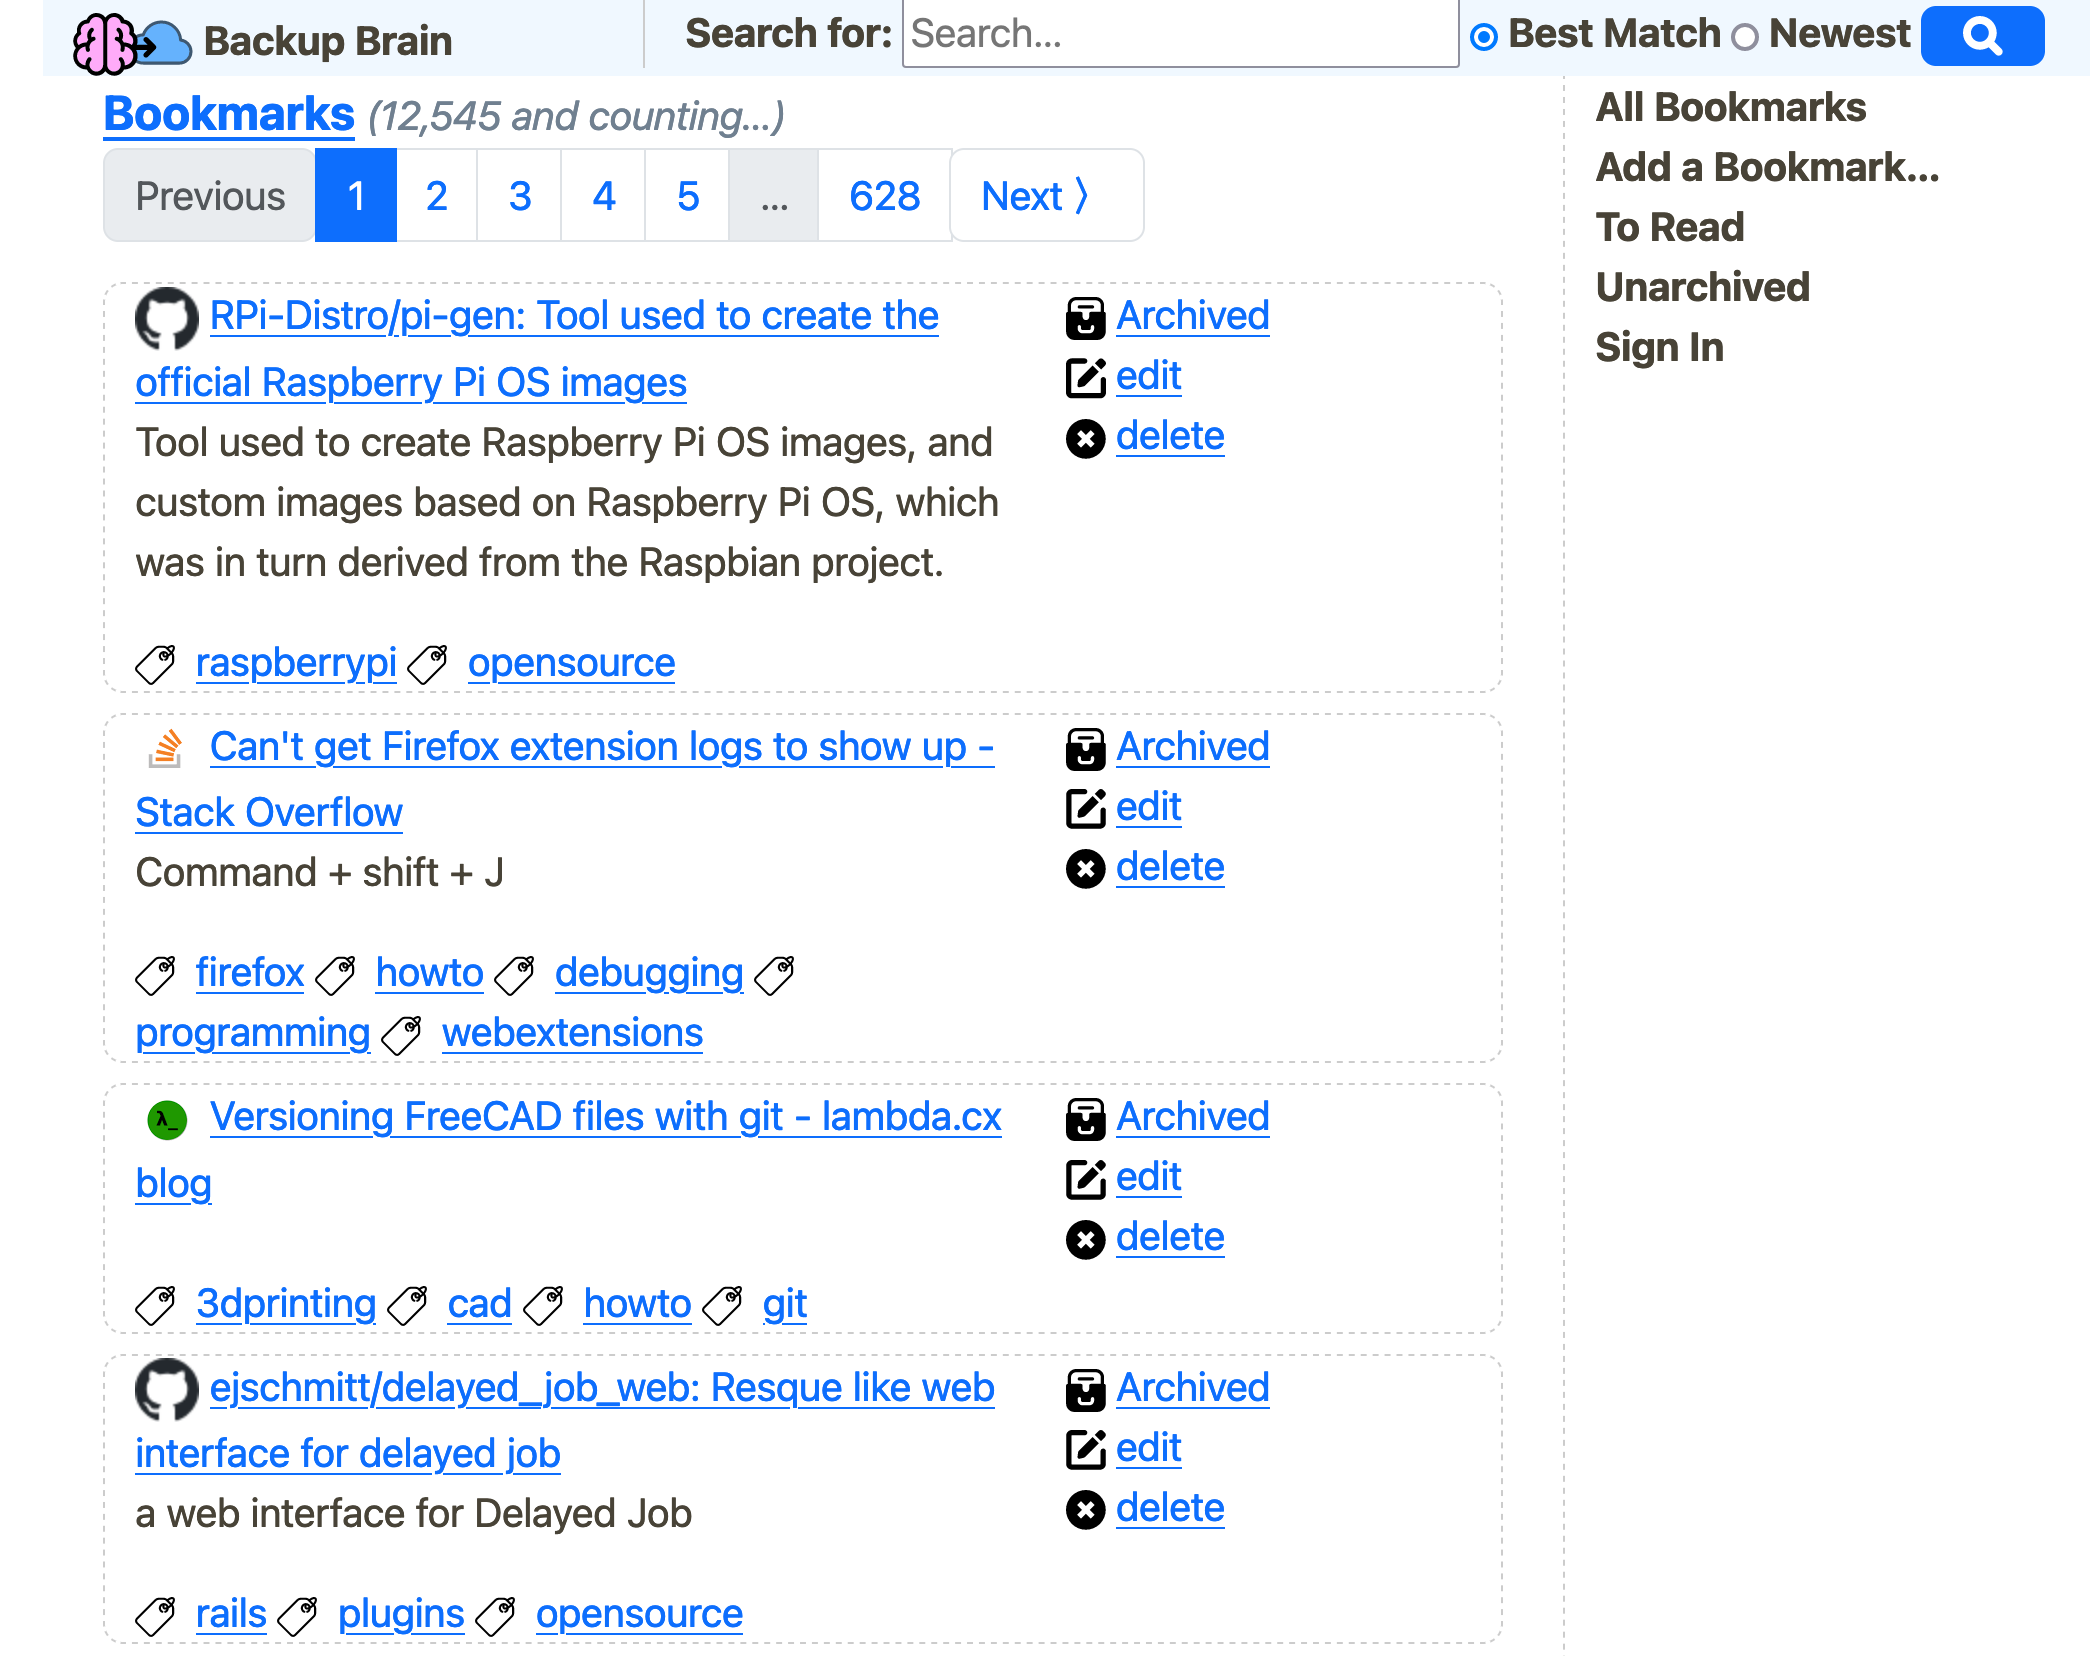 Backup Brain
Search for: Search... Best Match Newest
Bookmarks (12,545 and counting...)
Previous 1 2 3 4 5 ... 628 Next 〉
RPi-Distro/pi-gen: Tool used to create the
official Raspberry Pi OS images
Tool used to create Raspberry Pi OS images, and
custom images based on Raspberry Pi OS, which
was in turn derived from the Raspbian project.
raspberrypi opensource
Archived
edit
delete
Can't get Firefox extension logs to show up -
Stack Overflow
Command + shift + J
firefox howto debugging
programming webextensions
Archived
edit
delete
λ_
Versioning FreeCAD files with git - lambda.cx
blog
3dprinting cad howto git
Archived
edit
delete
ejschmitt/delayed_job_web: Resque like web
interface for delayed job
a web interface for Delayed Job
rails plugins opensource
Archived
edit
delete
All Bookmarks
Add a Bookmark...
To Read
Unarchived
Sign In